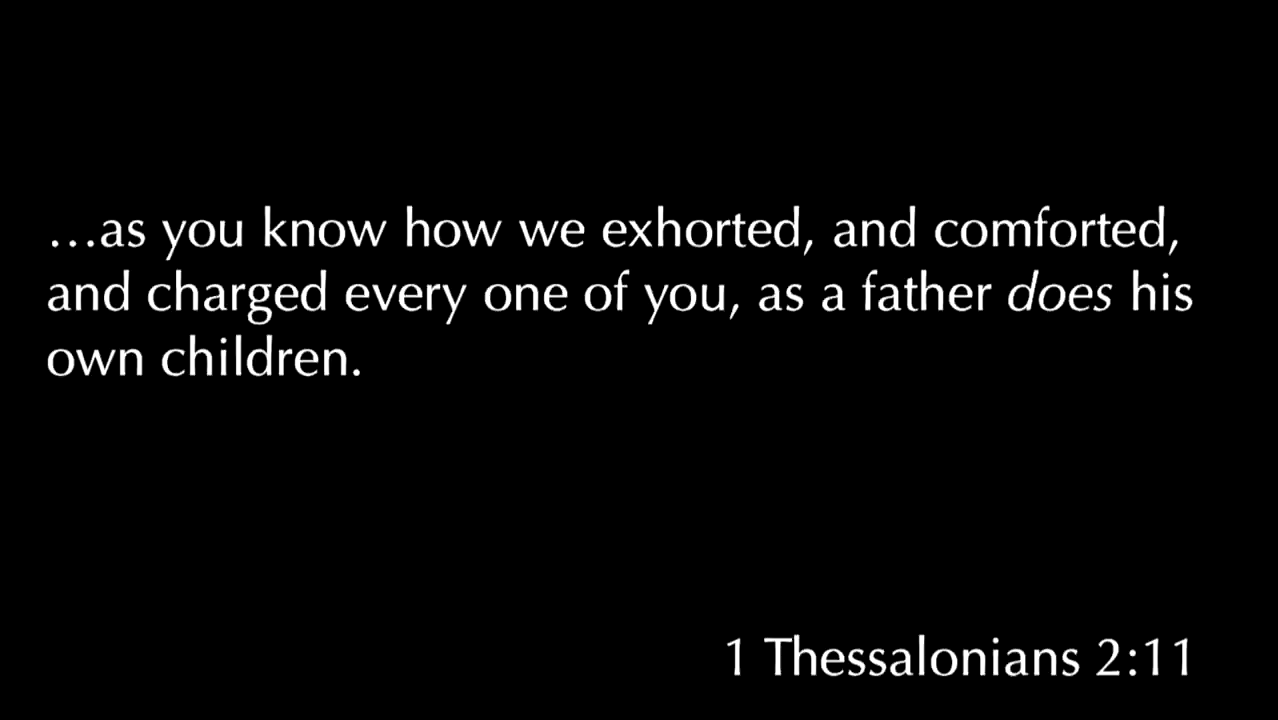 …as you know how we exhorted, and comforted,
and charged every one of you, as a father does his
own children.
1 Thessalonians 2:11